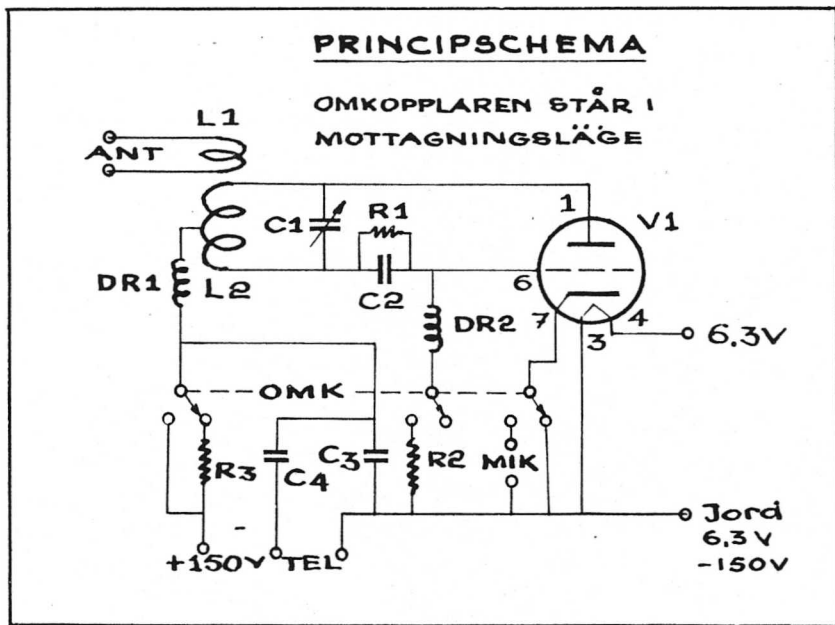 PRINCIPSCHEMA
OMKOPPLAREN STÅR I
MOTTAGNINGSLÄGE
L1
ANT
C1
R1
1
V1
DR1
L2
C2
6
DR2
7
3
4
6.3V
OMK
R3
C4
C3
R2
MIK
+150V
TEL
Jord
6,3 V
-150V